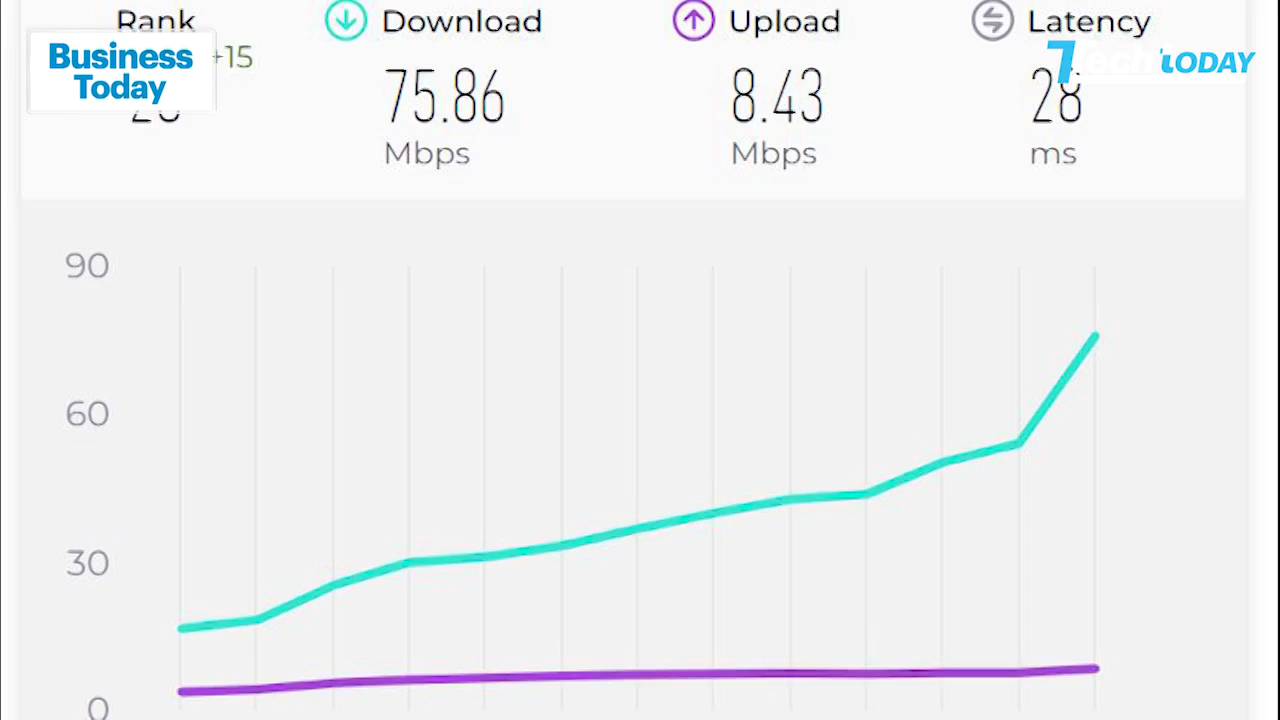 Rank
Download
Upload
Latency
Business
Today
+15
Tech tODAY
75.86
8.43
28
Mbps
Mbps
ms
90
60
30
0